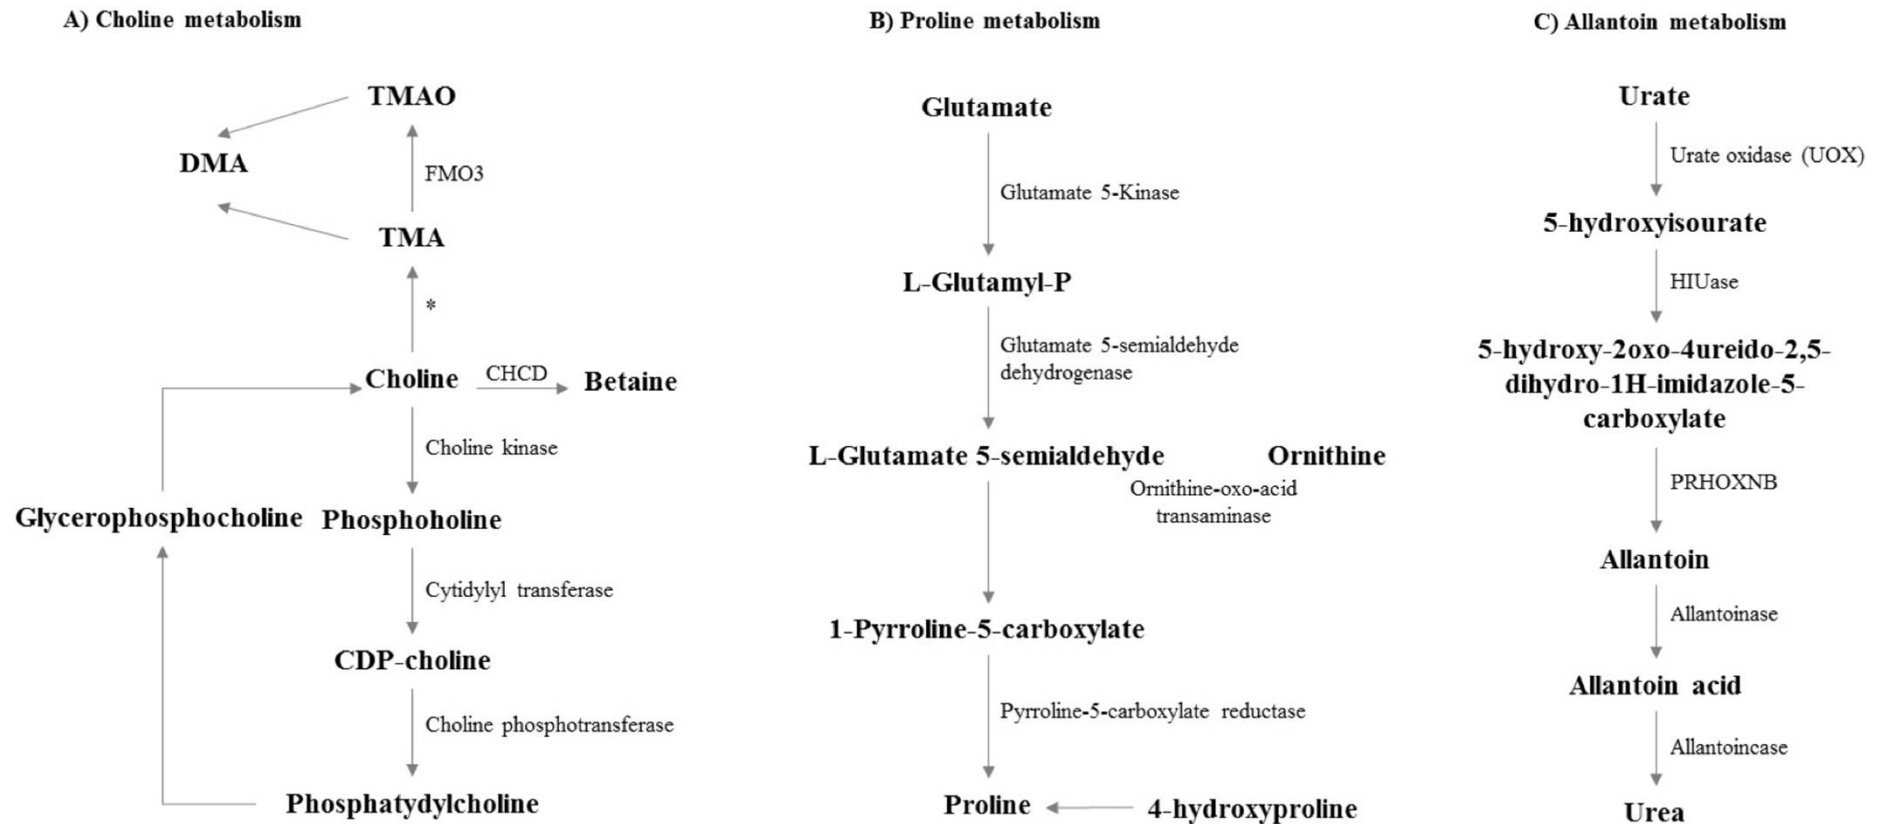 A) Choline metabolism
TMAO
DMA
FMO3
TMA
*
Choline
CHCD
Betaine
Choline kinase
Glycerophosphocholine
Phosphoholine
Cytidylyl transferase
CDP-choline
Choline phosphotransferase
Phosphatydylcholine
B) Proline metabolism
Glutamate
Glutamate 5-Kinase
L-Glutamyl-P
Glutamate 5-semialdehyde
dehydrogenase
L-Glutamate 5-semialdehyde
Ornithine
Ornithine-oxo-acid
transaminase
1-Pyrroline-5-carboxylate
Pyrroline-5-carboxylate reductase
Proline
4-hydroxyproline
C) Allantoin metabolism
Urate
Urate oxidase (UOX)
5-hydroxyisourate
HIUase
5-hydroxy-2oxo-4ureido-2,5-
dihydro-1H-imidazole-5-
carboxylate
PRHOXNB
Allantoin
Allantoinase
Allantoin acid
Allantoincase
Urea